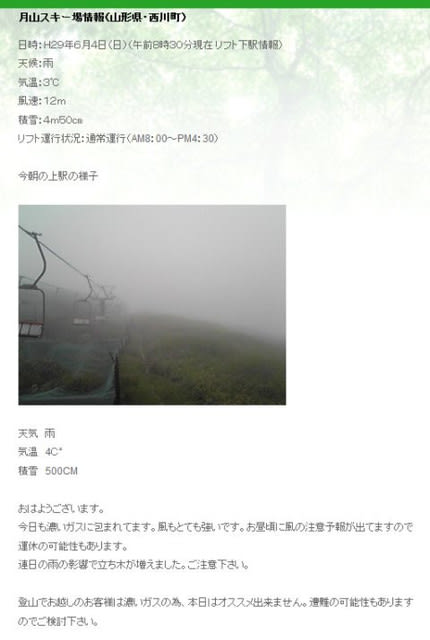 月山スキー場情報(山形県・西川町)
日時：H29年6月4日(日)(午前8時30分現在リフト下駅情報)
天候：雨
気温：3℃
風速：12m
積雪：4m50cm
リフト運行状況：通常運行(AM8：00～PM4：30)
今朝の上駅の様子
天気 雨
気温 4C°
積雪 500CM
おはようございます。
今日も濃いガスに包まれてます。風もとても強いです。お昼頃に風の注意予報が出てますので
運休の可能性もあります。
連日の雨の影響で立ち木が増えました。ご注意下さい。
登山でお越しのお客様は濃いガスの為、本日はオススメ出来ません。遭難の可能性もあります
のでご検討下さい。